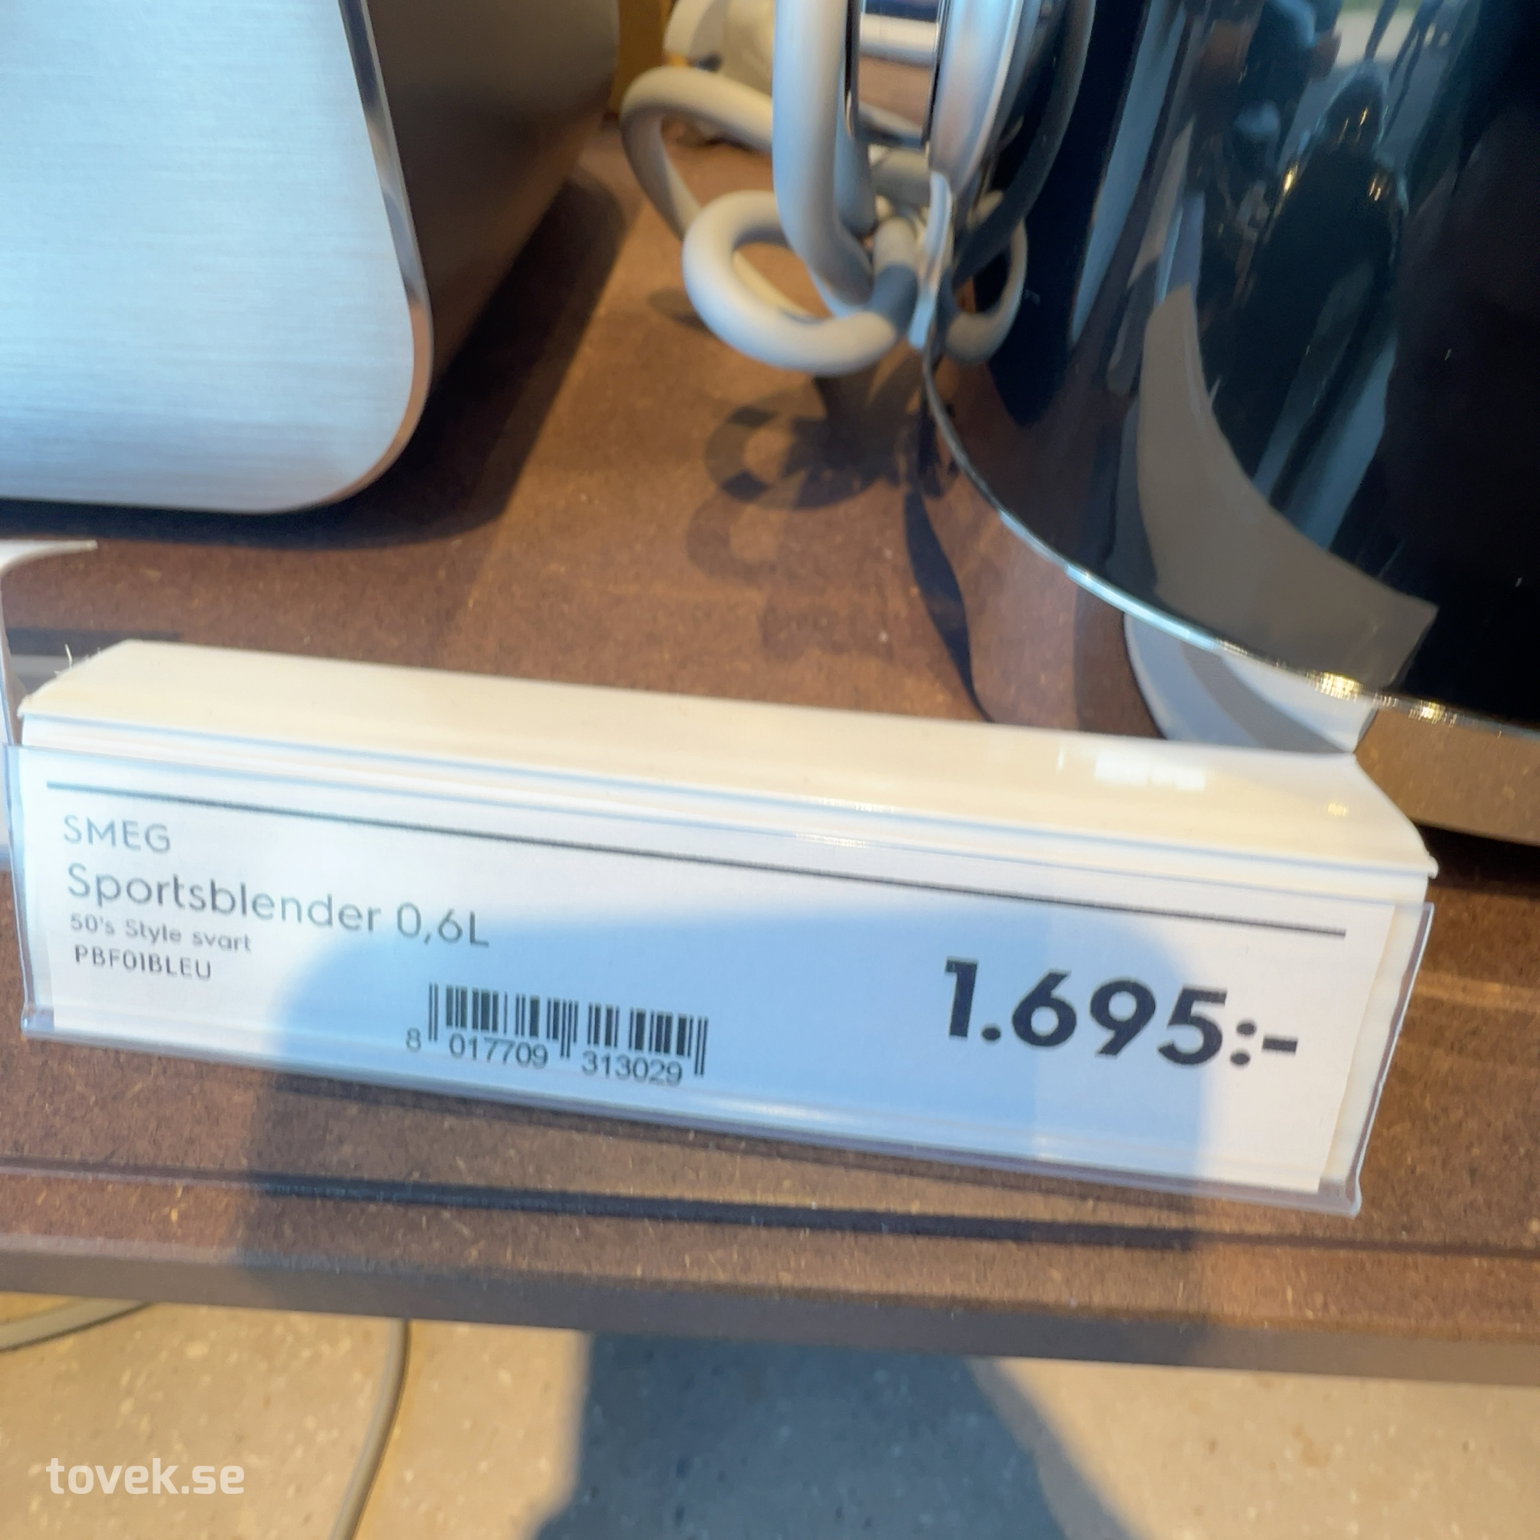 SMEG
Sportsblender 0,6L
50's Style svart
PBF01BLEU
8 017709 313029
1.695:-
tovek.se